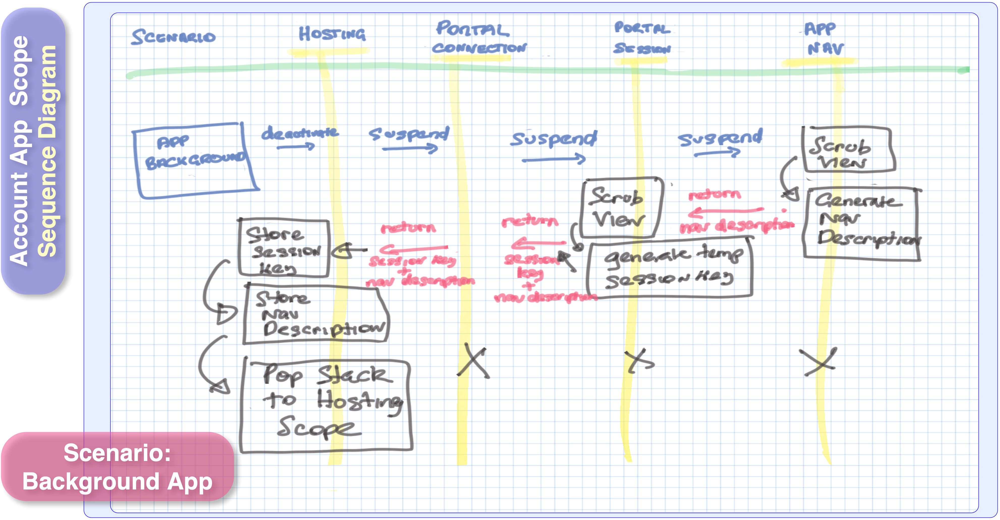 Account App Scope
Sequence Diagram
SCENARIO
HOSTING
PORTAL
CONNECTION
PORTAL
SESSION
APP
NAV
APP
BACKGROUND
deactivate
Suspend
Suspend
Suspend
Scrub
View
Generate
Nav
Description
return
nav description
Scrub
View
generate temp
session key
return
session
key
+
nav description
return
session key
+
nav description
Store
Session
Key
Store
Nav
Description
Pop Stack
to Hosting
Scope
Scenario:
Background App